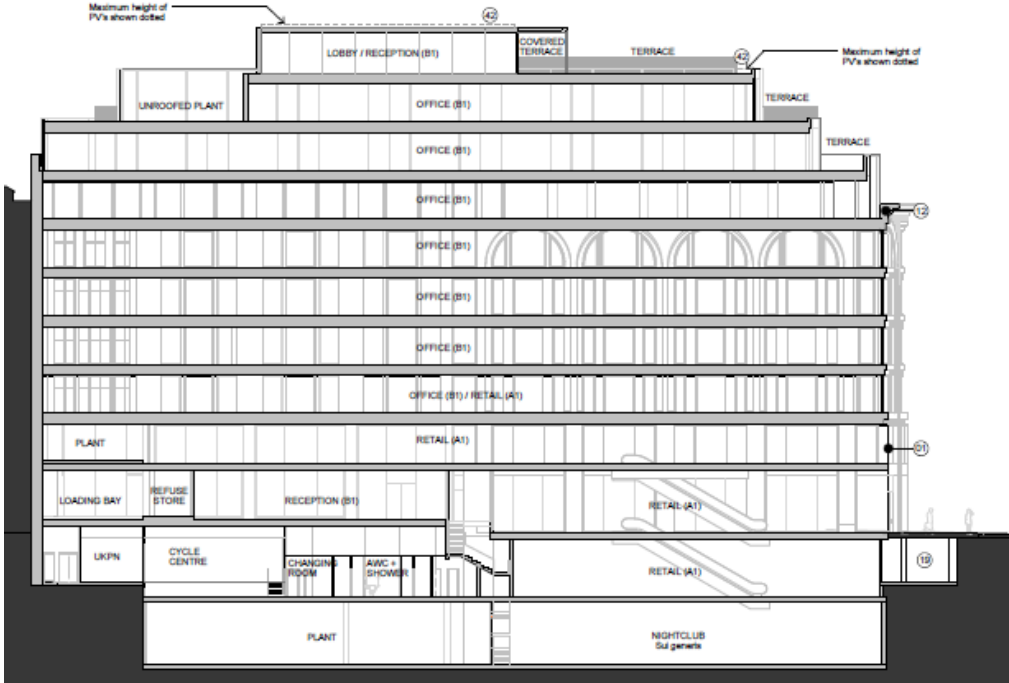 Maximum height of
PV's shown dotted
42
LOBBY / RECEPTION (B1)
COVERED
TERRACE
TERRACE
42
Maximum height of
PV's shown dotted
UNROOFED PLANT
OFFICE (B1)
TERRACE
OFFICE (B1)
TERRACE
OFFICE (B1)
12
OFFICE (B1)
OFFICE (B1)
OFFICE (B1)
OFFICE (B1) / RETAIL (A1)
PLANT
RETAIL (A1)
01
LOADING BAY
REFUSE
STORE
RECEPTION (B1)
RETAIL (A1)
UKPN
CYCLE
CENTRE
CHANGING
ROOM
AWC +
SHOWER
RETAIL (A1)
19
PLANT
NIGHTCLUB
Sui generis